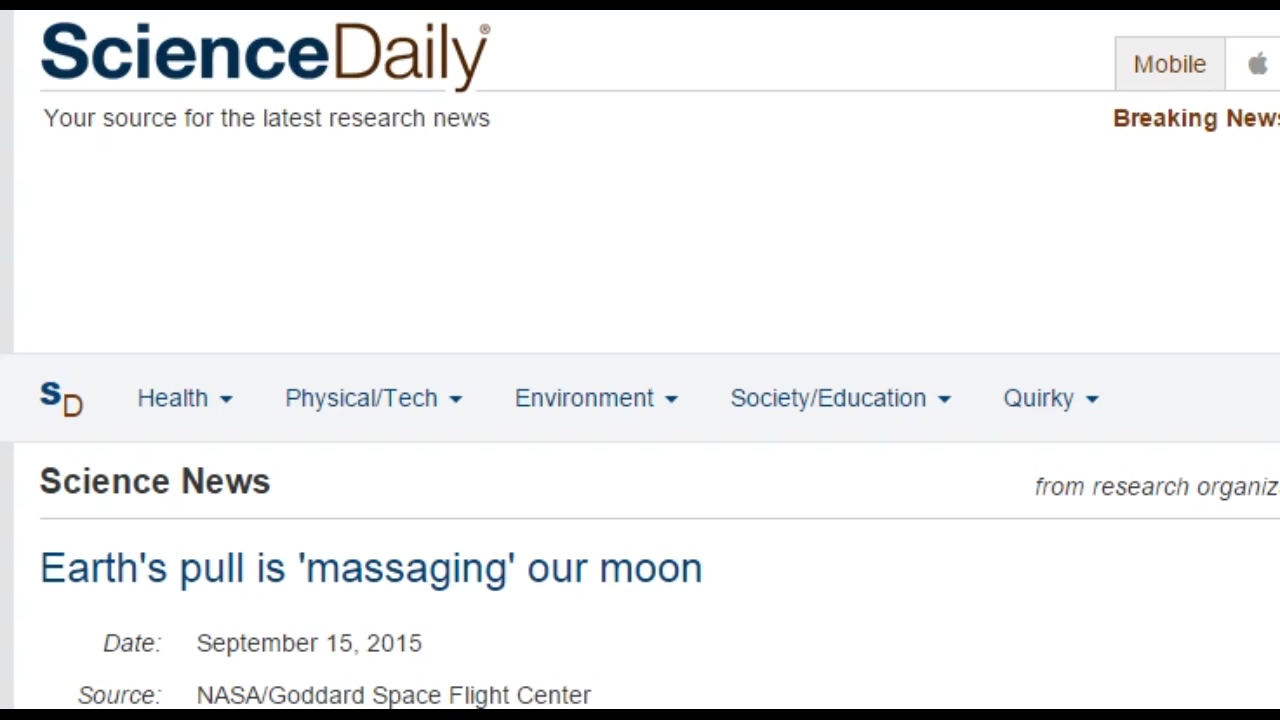 ScienceDaily®
Mobile
Your source for the latest research news
Breaking News
SD
Health
Physical/Tech
Environment
Society/Education
Quirky
Science News
from research organiz
Earth's pull is 'massaging' our moon
Date: September 15, 2015
Source: NASA/Goddard Space Flight Center